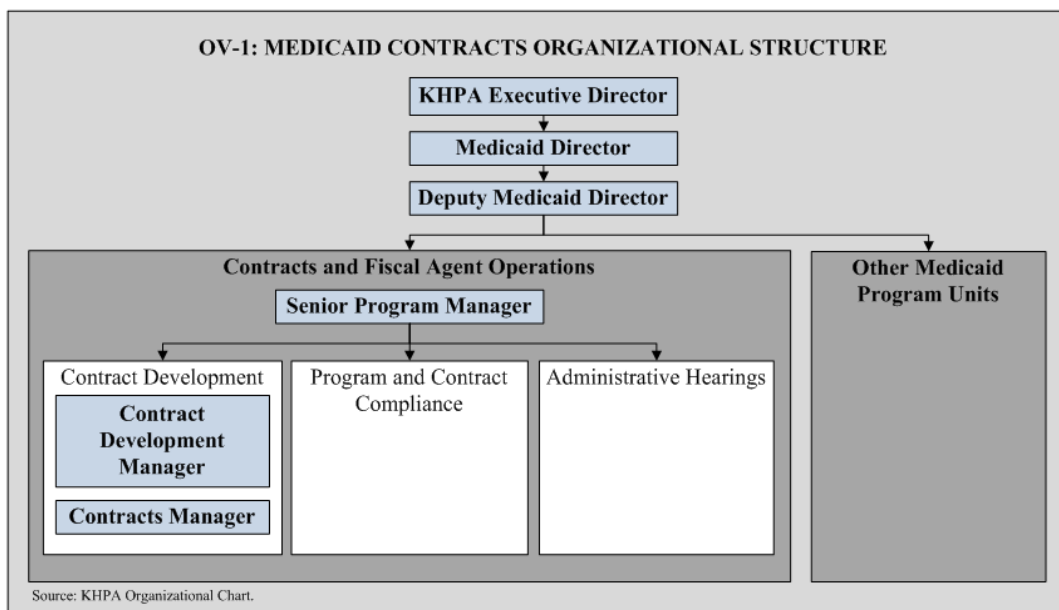 OV-1: MEDICAID CONTRACTS ORGANIZATIONAL STRUCTURE
KHPA Executive Director
Medicaid Director
Deputy Medicaid Director
Contracts and Fiscal Agent Operations
Senior Program Manager
Contract Development
Contract
Development
Manager
Contracts Manager
Program and Contract
Compliance
Administrative Hearings
Other Medicaid
Program Units
Source: KHPA Organizational Chart.